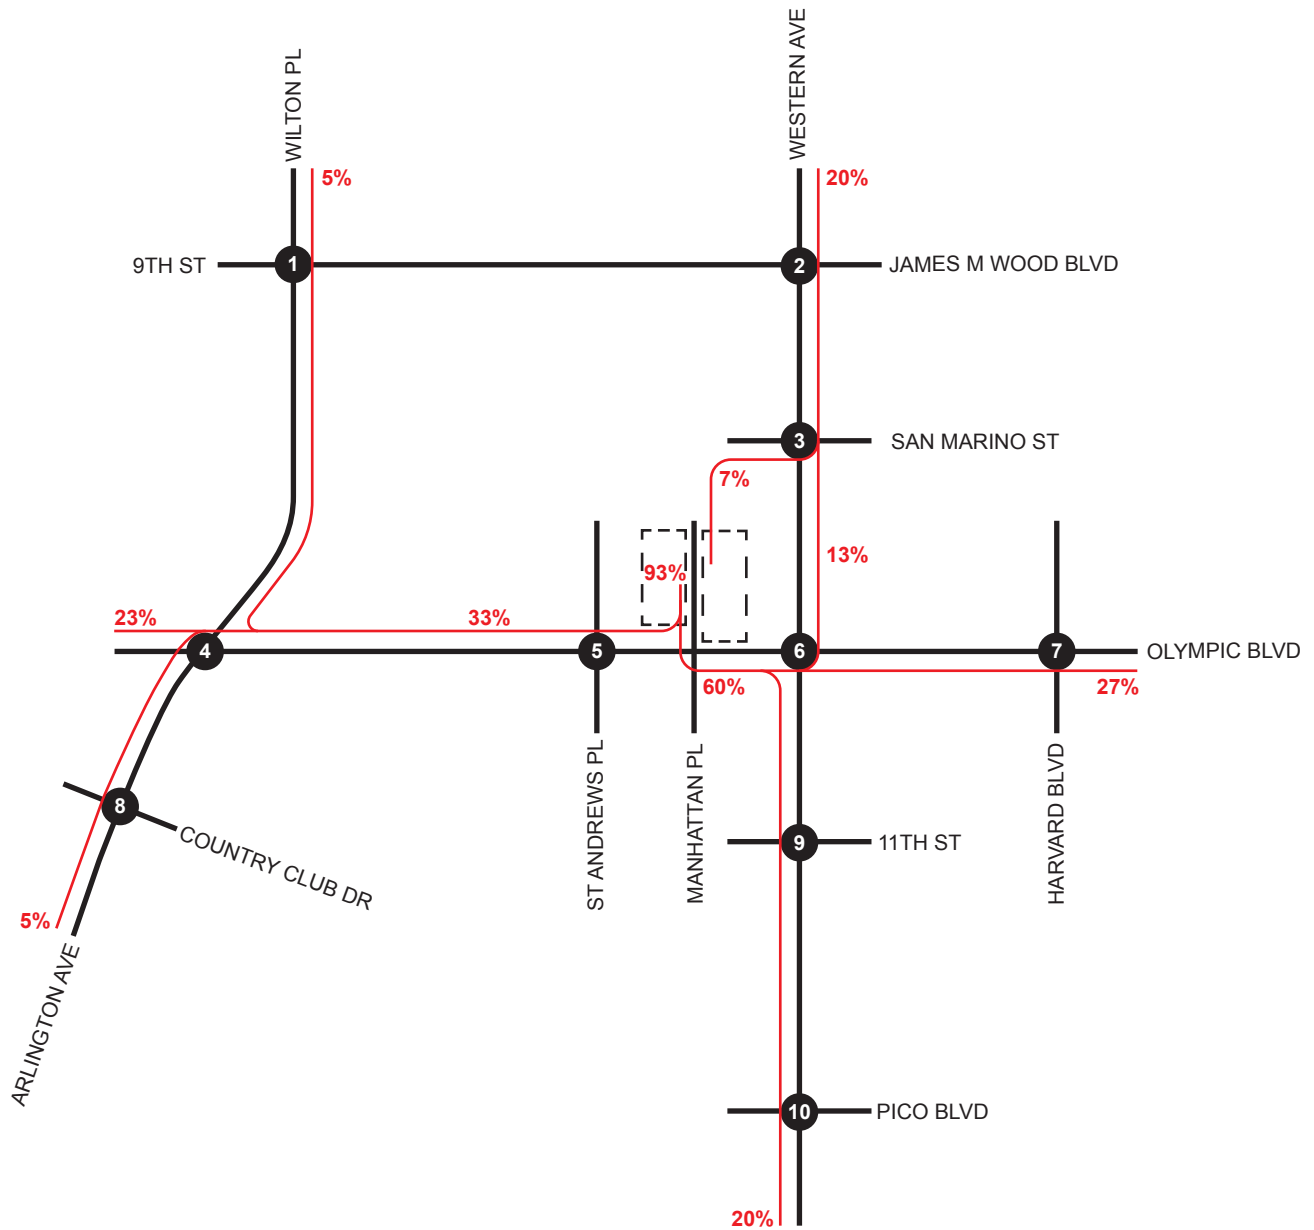 WILTON PL
WESTERN AVE
5%
20%
9TH ST
1
2
JAMES M WOOD BLVD
3
SAN MARINO ST
7%
13%
93%
23%
33%
4
5
6
7
OLYMPIC BLVD
60%
27%
ST ANDREWS PL
MANHATTAN PL
HARVARD BLVD
8
COUNTRY CLUB DR
9
11TH ST
5%
ARLINGTON AVE
10
PICO BLVD
20%